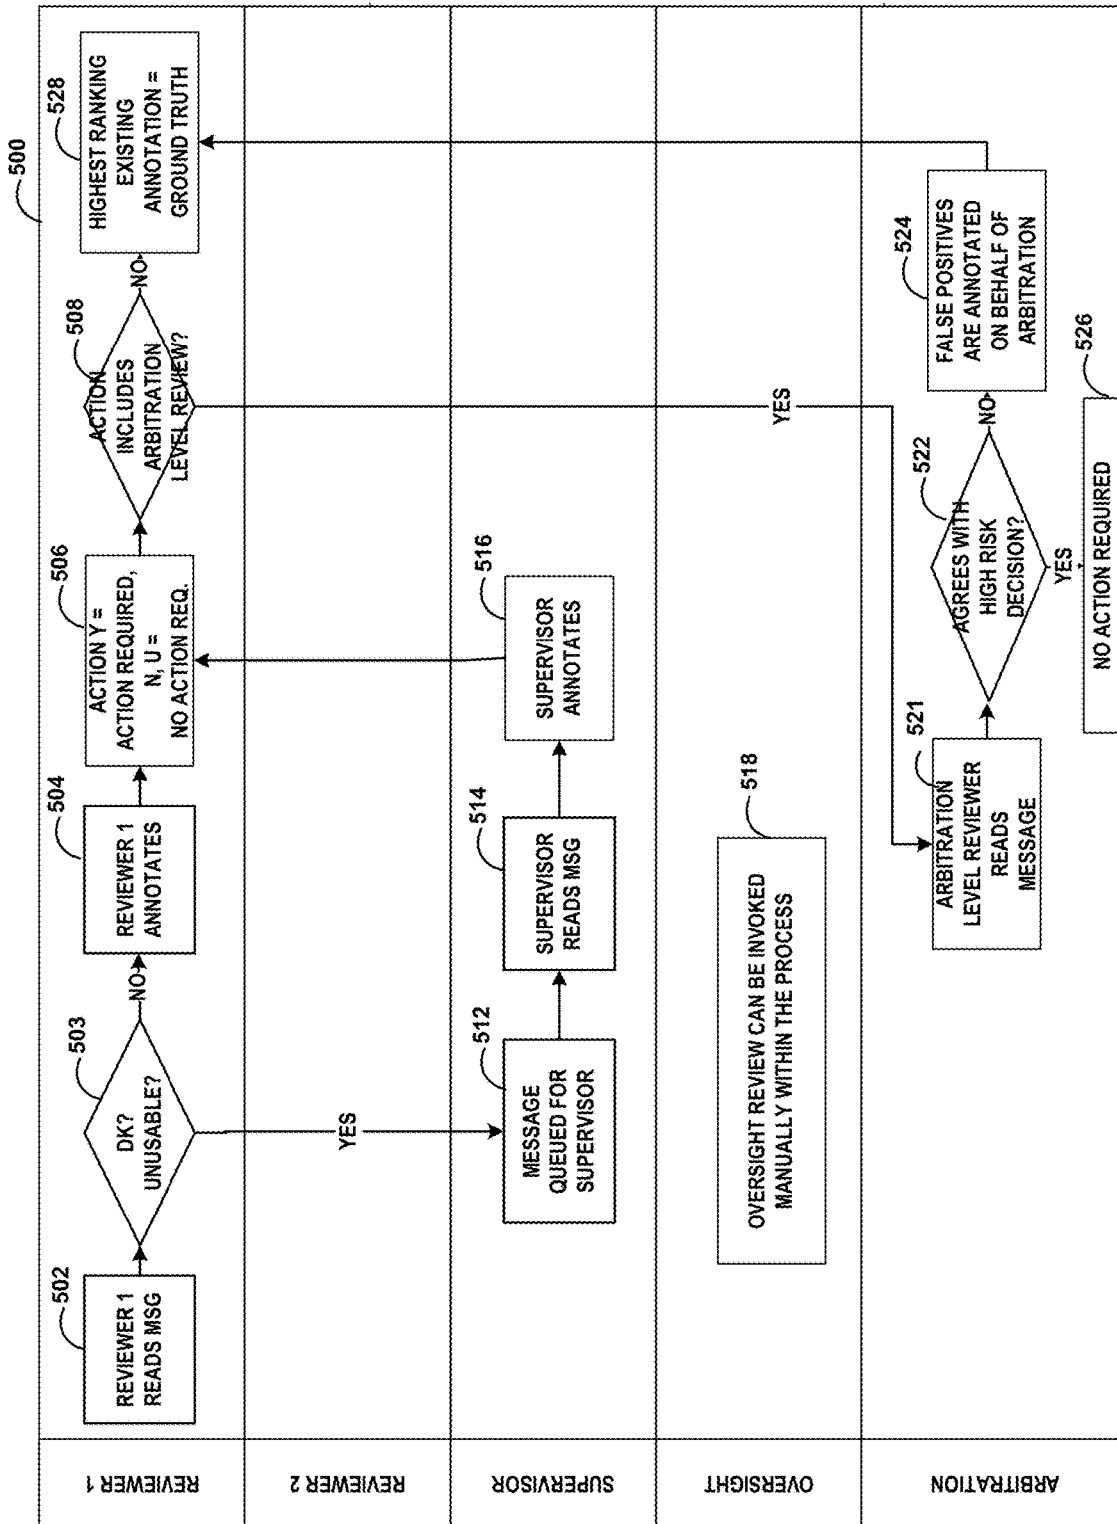 500
REVIEWER 1
502
REVIEWER 1
READS MSG
503
DK?
UNUSABLE?
NO
504
REVIEWER 1
ANNOTATES
506
ACTION Y =
ACTION REQUIRED,
N, U =
NO ACTION REQ.
508
ACTION
INCLUDES
ARBITRATION
LEVEL REVIEW?
NO
528
HIGHEST RANKING
EXISTING
ANNOTATION =
GROUND TRUTH
REVIEWER 2
YES
SUPERVISOR
512
MESSAGE
QUEUED FOR
SUPERVISOR
514
SUPERVISOR
READS MSG
516
SUPERVISOR
ANNOTATES
OVERSIGHT
518
OVERSIGHT REVIEW CAN BE INVOKED
MANUALLY WITHIN THE PROCESS
YES
ARBITRATION
521
ARBITRATION
LEVEL REVIEWER
READS
MESSAGE
522
AGREES WITH
HIGH RISK
DECISION?
NO
524
FALSE POSITIVES
ARE ANNOTATED
ON BEHALF OF
ARBITRATION
YES
526
NO ACTION REQUIRED